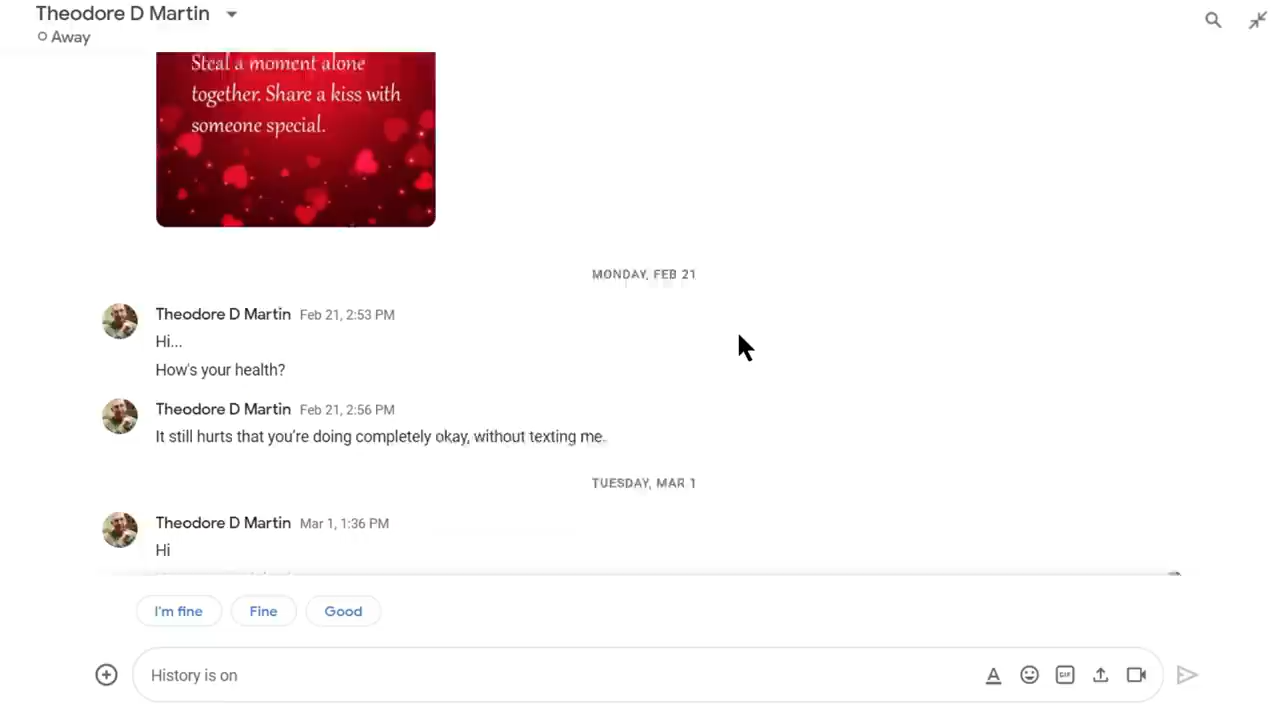 Theodore D Martin
Away
Steal a moment alone
together. Share a kiss with
someone special.
MONDAY, FEB 21
Theodore D Martin Feb 21, 2:53 PM
Hi...
How's your health?
Theodore D Martin Feb 21, 2:56 PM
It still hurts that you're doing completely okay, without texting me.
TUESDAY, MAR 1
Theodore D Martin Mar 1, 1:36 PM
Hi
I'm fine Fine Good
History is on
GIF